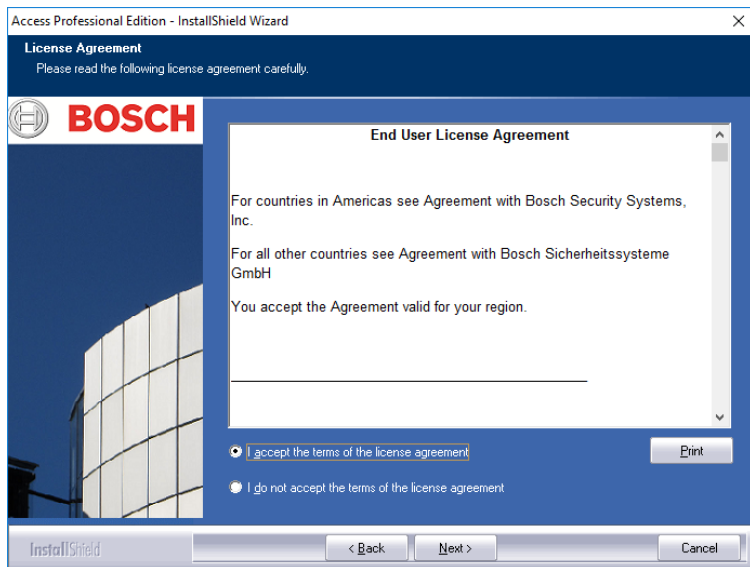 Access Professional Edition - InstallShield Wizard
License Agreement
Please read the following license agreement carefully.
BOSCH
End User License Agreement
For countries in Americas see Agreement with Bosch Security Systems,
Inc.
For all other countries see Agreement with Bosch Sicherheitssysteme
GmbH
You accept the Agreement valid for your region.
I accept the terms of the license agreement
Print
I do not accept the terms of the license agreement
InstallShield
< Back
Next >
Cancel